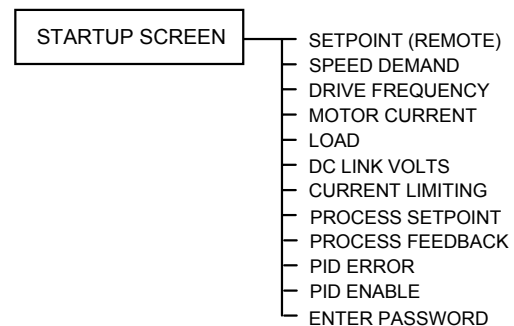 STARTUP SCREEN
SETPOINT (REMOTE)
SPEED DEMAND
DRIVE FREQUENCY
MOTOR CURRENT
LOAD
DC LINK VOLTS
CURRENT LIMITING
PROCESS SETPOINT
PROCESS FEEDBACK
PID ERROR
PID ENABLE
ENTER PASSWORD